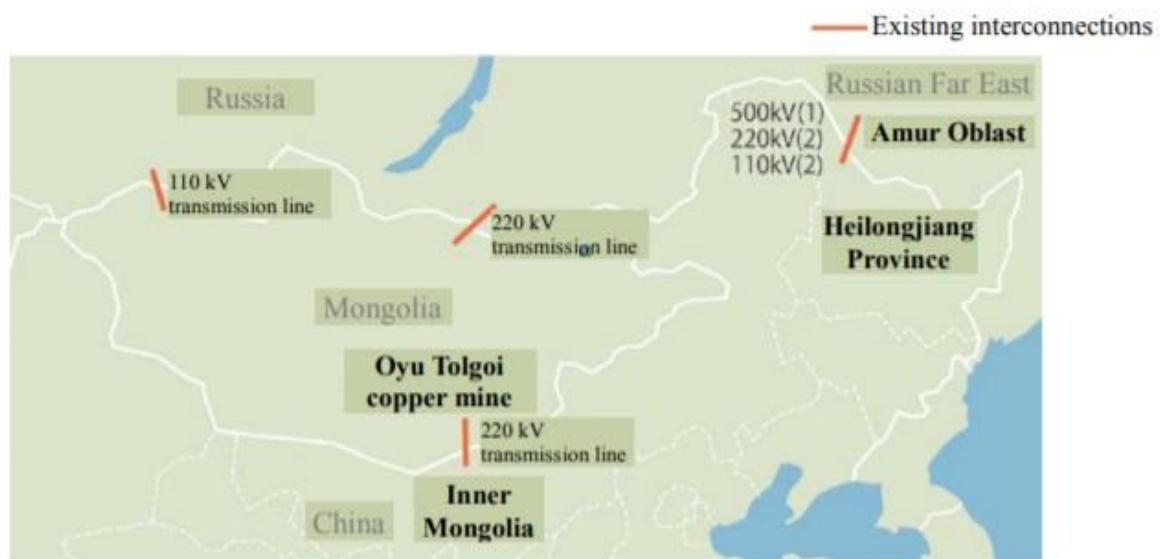 Existing interconnections
Russia
Russian Far East
500kV(1)
220kV(2)
110kV(2)
Amur Oblast
110 kV
transmission line
220 kV
transmission line
Heilongjiang
Province
Mongolia
Oyu Tolgoi
copper mine
220 kV
transmission line
Inner
Mongolia
China